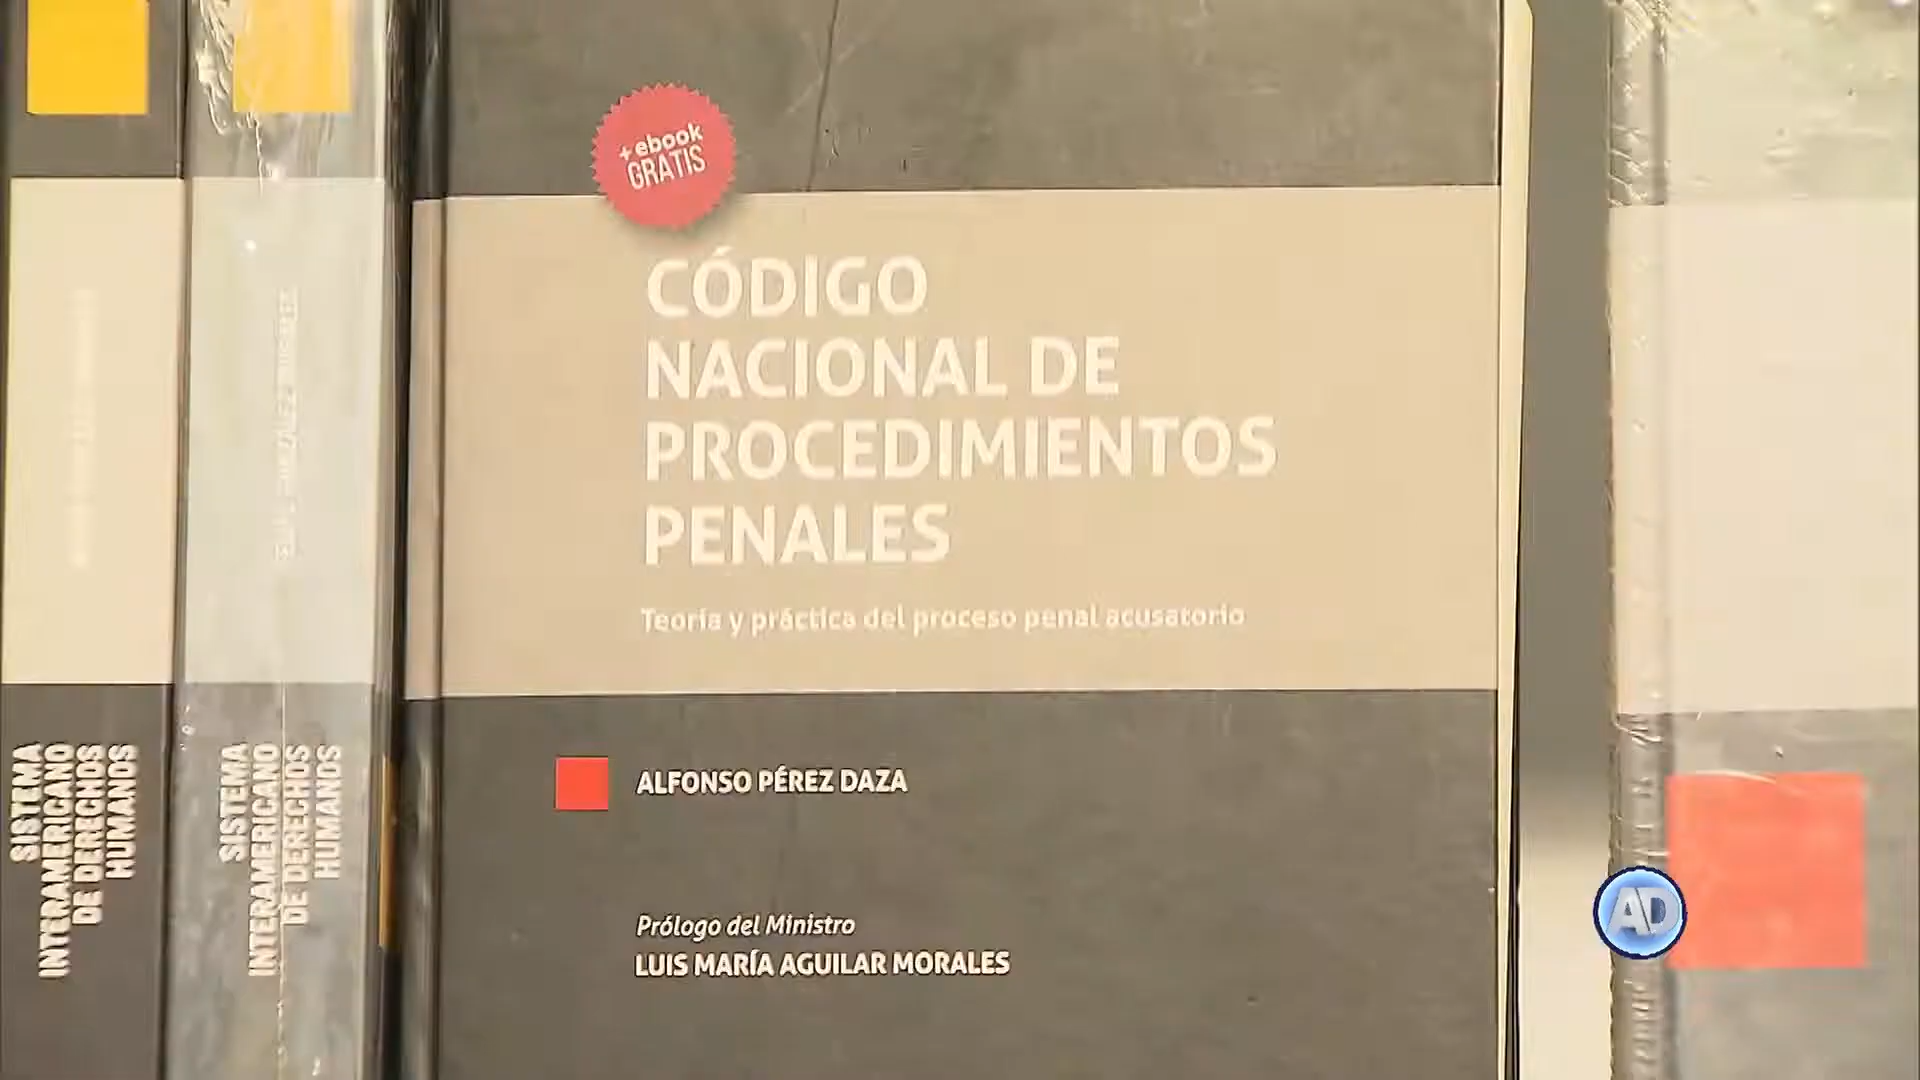 SISTEMA
INTERAMERICANO
DE DERECHOS
HUMANOS
SISTEMA
INTERAMERICANO
DE DERECHOS
HUMANOS
+ ebook
GRATIS
CÓDIGO
NACIONAL DE
PROCEDIMIENTOS
PENALES
Teoría y práctica del proceso penal acusatorio
ALFONSO PÉREZ DAZA
Prólogo del Ministro
LUIS MARÍA AGUILAR MORALES
AD